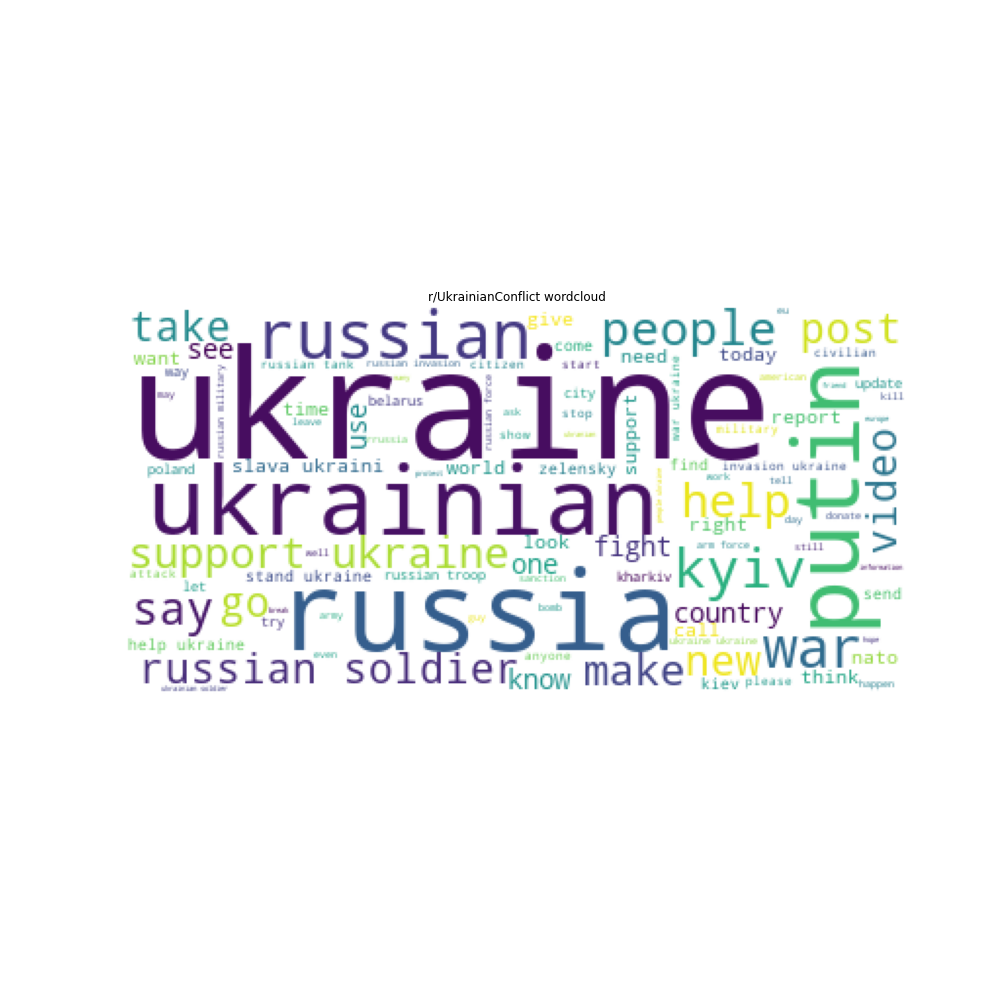 r/UkrainianConflict wordcloud
take
russian
give
people
eu
post
want
see
come
need
today
civilian
way
russian tank
russian invasion
citizen
start
ukraine
american
friend
update
may
russian military
time
leave
use
belarus
russian force
ask
show
city
stop
support
war ukraine
military
report
kill
europe
putin
video
russia
poland
slava ukraini
protest
world
zelensky
find
invasion ukraine
work
tell
ukrainian
people ukraine
help
right
day
donate
support ukraine
well
look
one
fight
kyiv
arm force
still
information
attack
let
stand ukraine
russian troop
sanction
kharkiv
send
say
go
break
try
army
russia
bomb
guy
country
call
hope
help ukraine
even
anyone
ukraine ukraine
war
nato
russian soldier
know
make
new
think
ukrainian soldier
kiev
please
happen